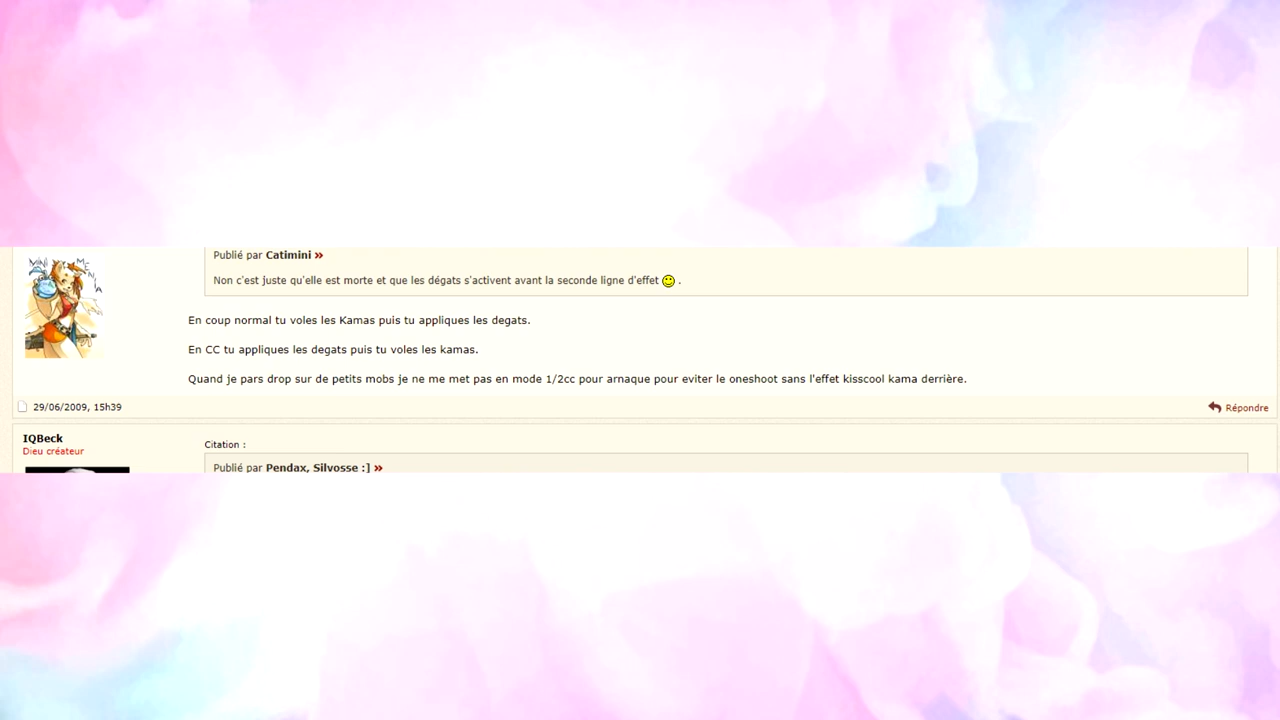 Publié par Catimini »
Non c'est juste qu'elle est morte et que les dégats s'activent avant la seconde ligne d'effet .
En coup normal tu voles les Kamas puis tu appliques les degats.
En CC tu appliques les degats puis tu voles les kamas.
Quand je pars drop sur de petits mobs je ne me met pas en mode 1/2cc pour arnaque pour eviter le oneshoot sans l'effet kisscool kama derrière.
29/06/2009, 15h39
Répondre
IQBeck
Dieu créateur
Citation :
Publié par Pendax, Silvosse :] »